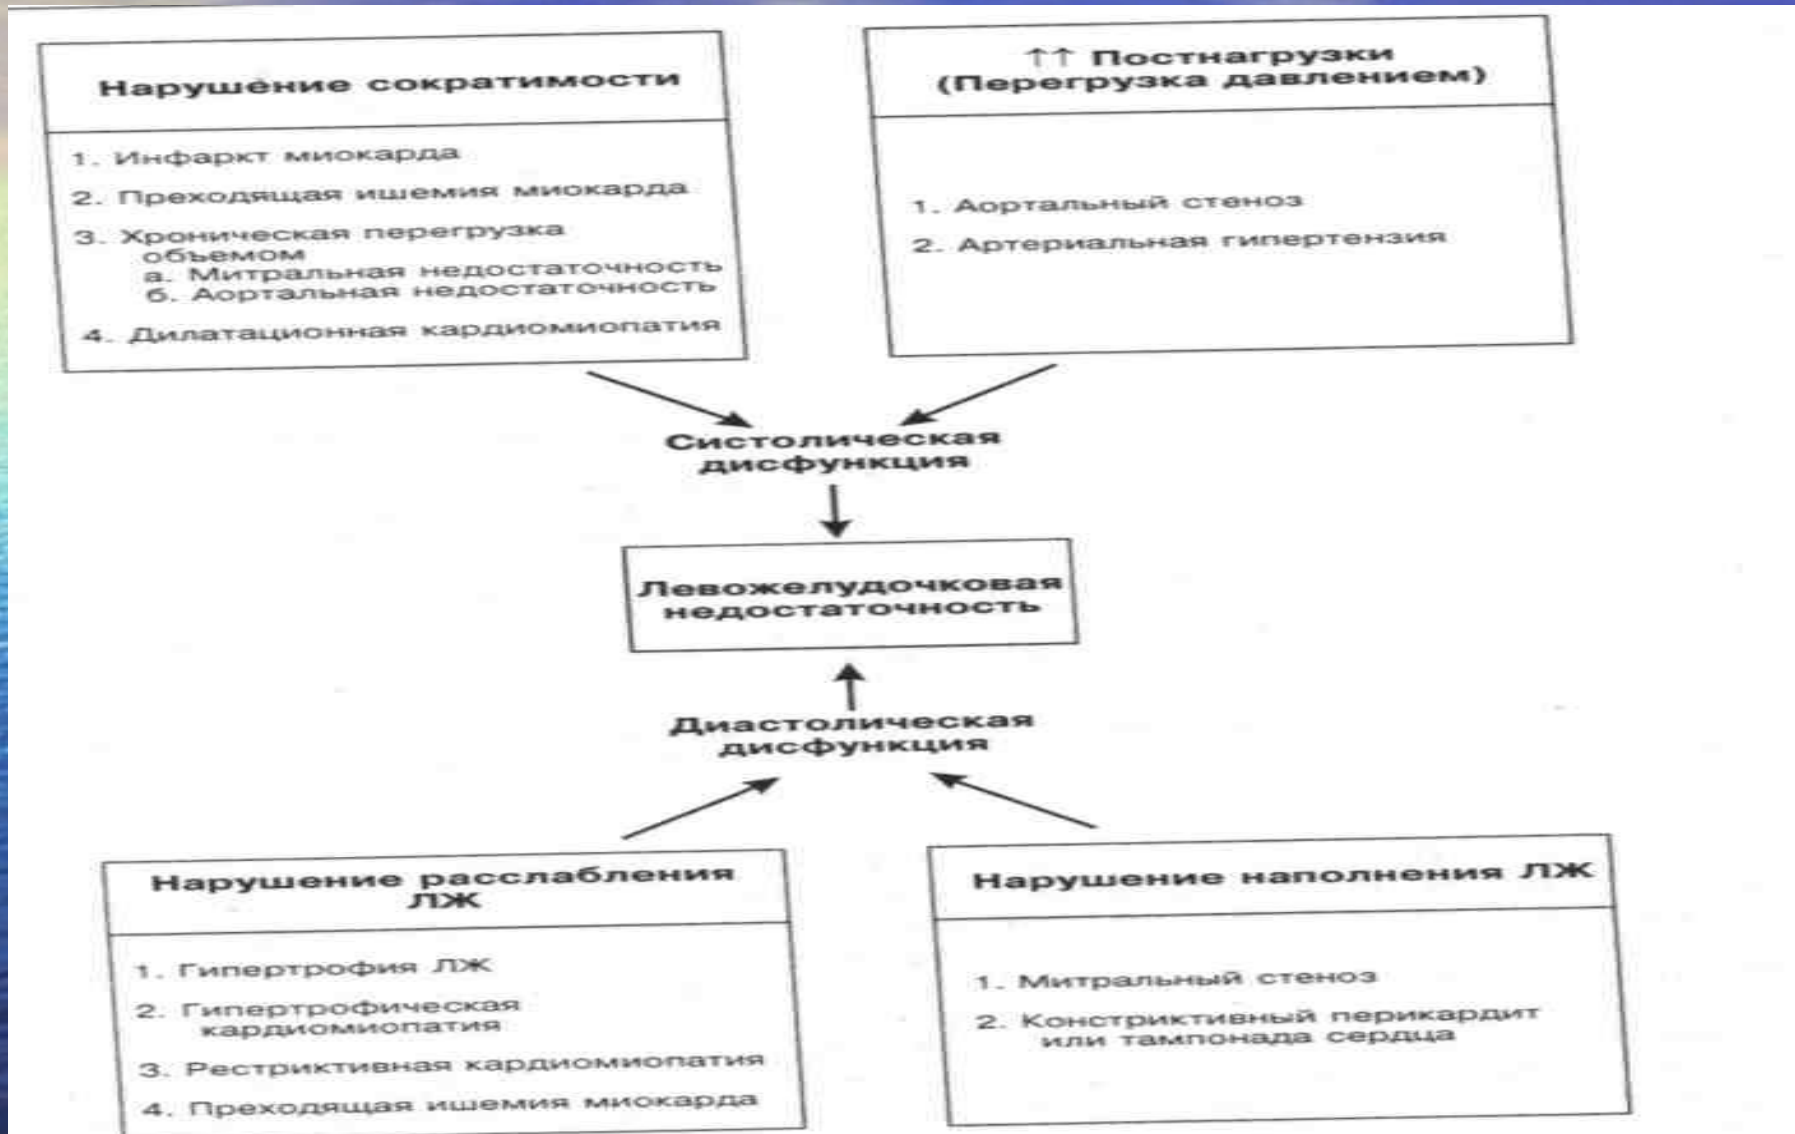 Нарушение сократимости
1. Инфаркт миокарда
2. Преходящая ишемия миокарда
3. Хроническая перегрузка
объемом
а. Митральная недостаточность
б. Аортальная недостаточность
4. Дилатационная кардиомиопатия
↑↑ Постнагрузки
(Перегрузка давлением)
1. Аортальный стеноз
2. Артериальная гипертензия
Систолическая
дисфункция
Левожелудочковая
недостаточность
Диастолическая
дисфункция
Нарушение расслабления
ЛЖ
1. Гипертрофия ЛЖ
2. Гипертрофическая
кардиомиопатия
3. Рестриктивная кардиомиопатия
4. Преходящая ишемия миокарда
Нарушение наполнения ЛЖ
1. Митральный стеноз
2. Констриктивный перикардит
или тампонада сердца